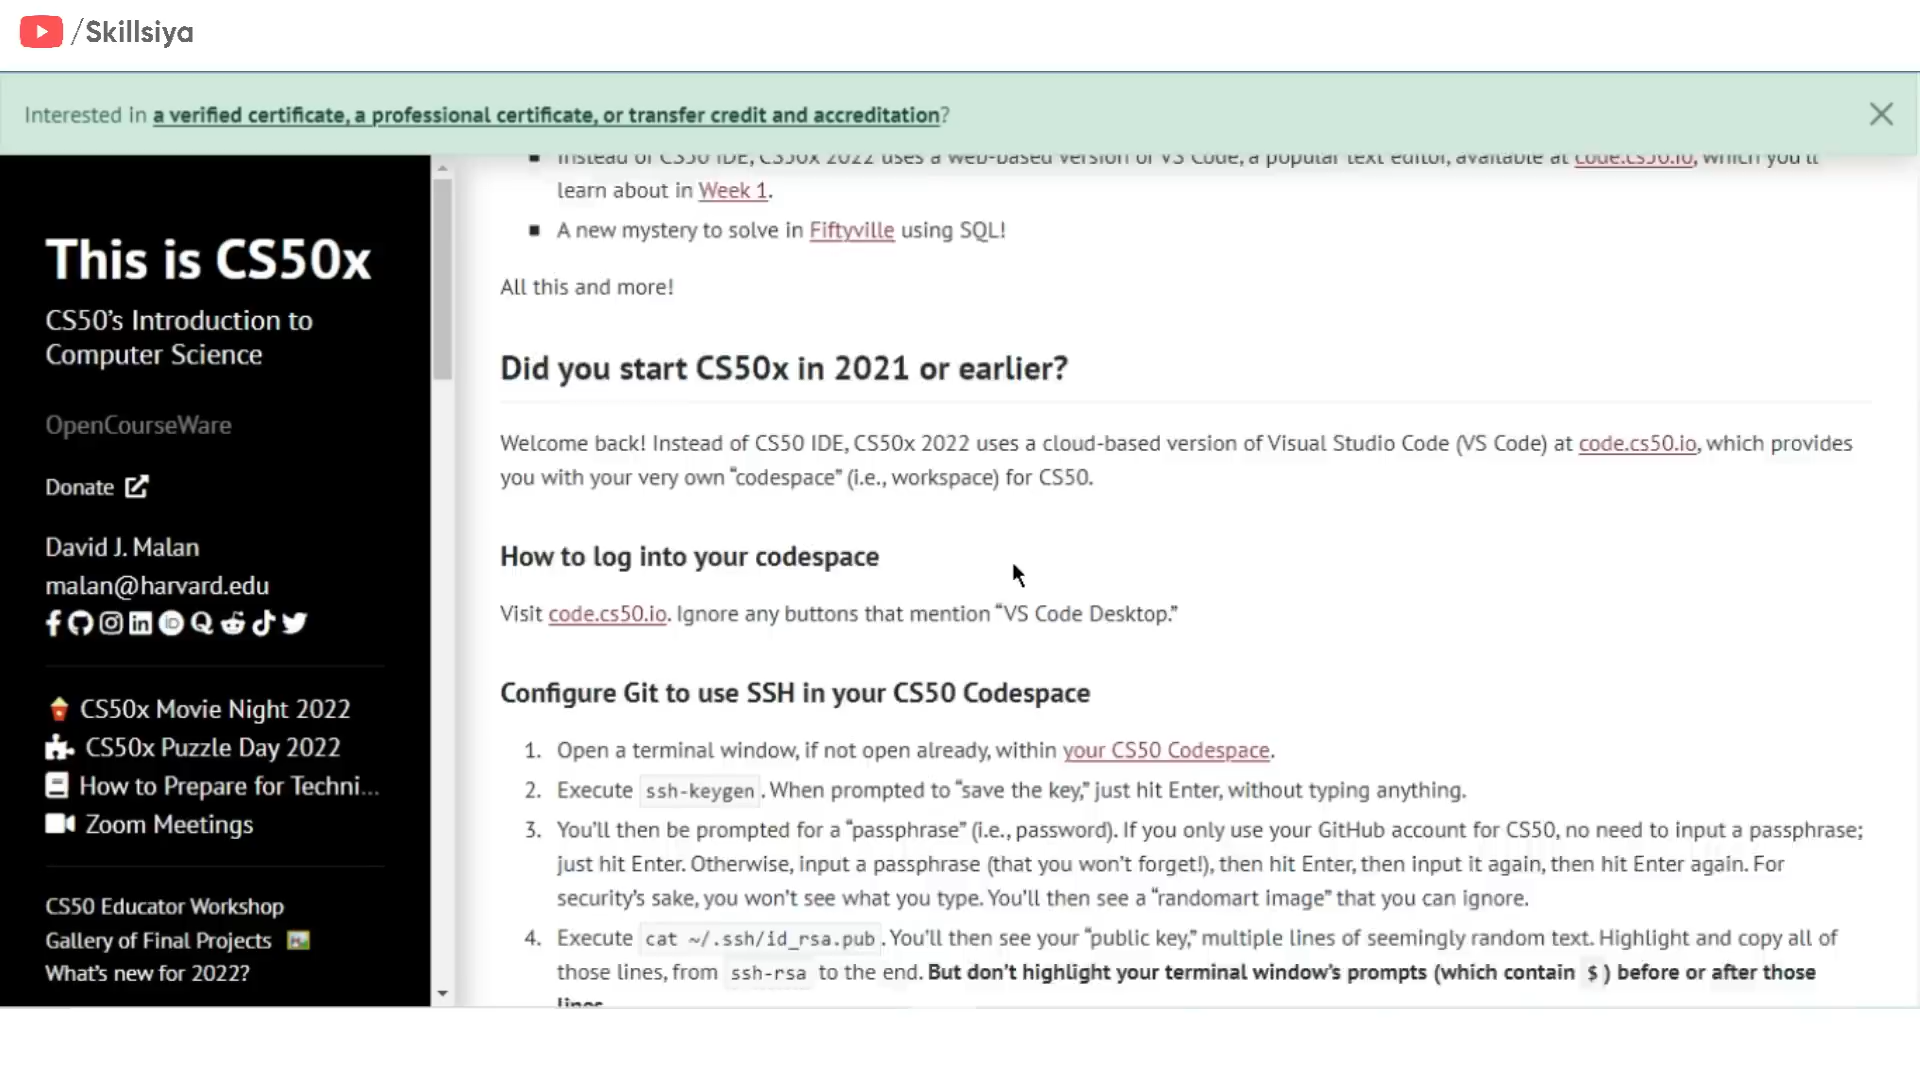 /Skillsiya
Interested in a verified certificate, a professional certificate, or transfer credit and accreditation?
This is CS50x
CS50's Introduction to
Computer Science
OpenCourseWare
Donate
David J. Malan
malan@harvard.edu
CS50x Movie Night 2022
CS50x Puzzle Day 2022
How to Prepare for Techni...
Zoom Meetings
CS50 Educator Workshop
Gallery of Final Projects
What's new for 2022?
Instead of CS50 IDE, CS50x 2022 uses a web-based version of VS Code, a popular text editor, available at code.cs50.io, which you'll
learn about in Week 1.
A new mystery to solve in Fiftyville using SQL!
All this and more!
Did you start CS50x in 2021 or earlier?
Welcome back! Instead of CS50 IDE, CS50x 2022 uses a cloud-based version of Visual Studio Code (VS Code) at code.cs50.io, which provides
you with your very own “codespace” (i.e., workspace) for CS50.
How to log into your codespace
Visit code.cs50.io. Ignore any buttons that mention “VS Code Desktop.”
Configure Git to use SSH in your CS50 Codespace
1. Open a terminal window, if not open already, within your CS50 Codespace.
2. Execute ssh-keygen. When prompted to “save the key,” just hit Enter, without typing anything.
3. You'll then be prompted for a “passphrase” (i.e., password). If you only use your GitHub account for CS50, no need to input a passphrase;
just hit Enter. Otherwise, input a passphrase (that you won't forget!), then hit Enter, then input it again, then hit Enter again. For
security's sake, you won't see what you type. You'll then see a “randomart image” that you can ignore.
4. Execute cat ~/.ssh/id_rsa.pub. You'll then see your “public key,” multiple lines of seemingly random text. Highlight and copy all of
those lines, from ssh-rsa to the end. But don't highlight your terminal window's prompts (which contain $) before or after those
lines